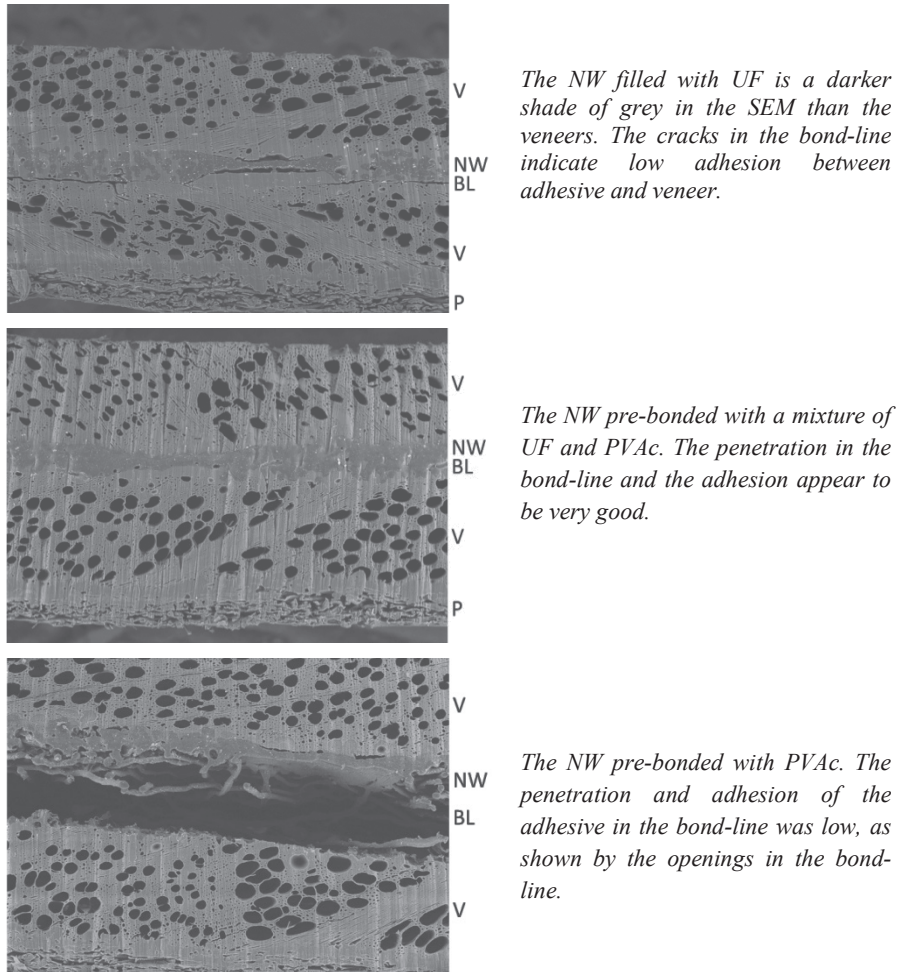 V
NW
BL
V
P
The NW filled with UF is a darker
shade of grey in the SEM than the
veneers. The cracks in the bond-line
indicate low adhesion between
adhesive and veneer.
V
NW
BL
V
P
The NW pre-bonded with a mixture of
UF and PVAc. The penetration in the
bond-line and the adhesion appear to
be very good.
V
NW
BL
V
The NW pre-bonded with PVAc. The
penetration and adhesion of the
adhesive in the bond-line was low, as
shown by the openings in the bond-
line.